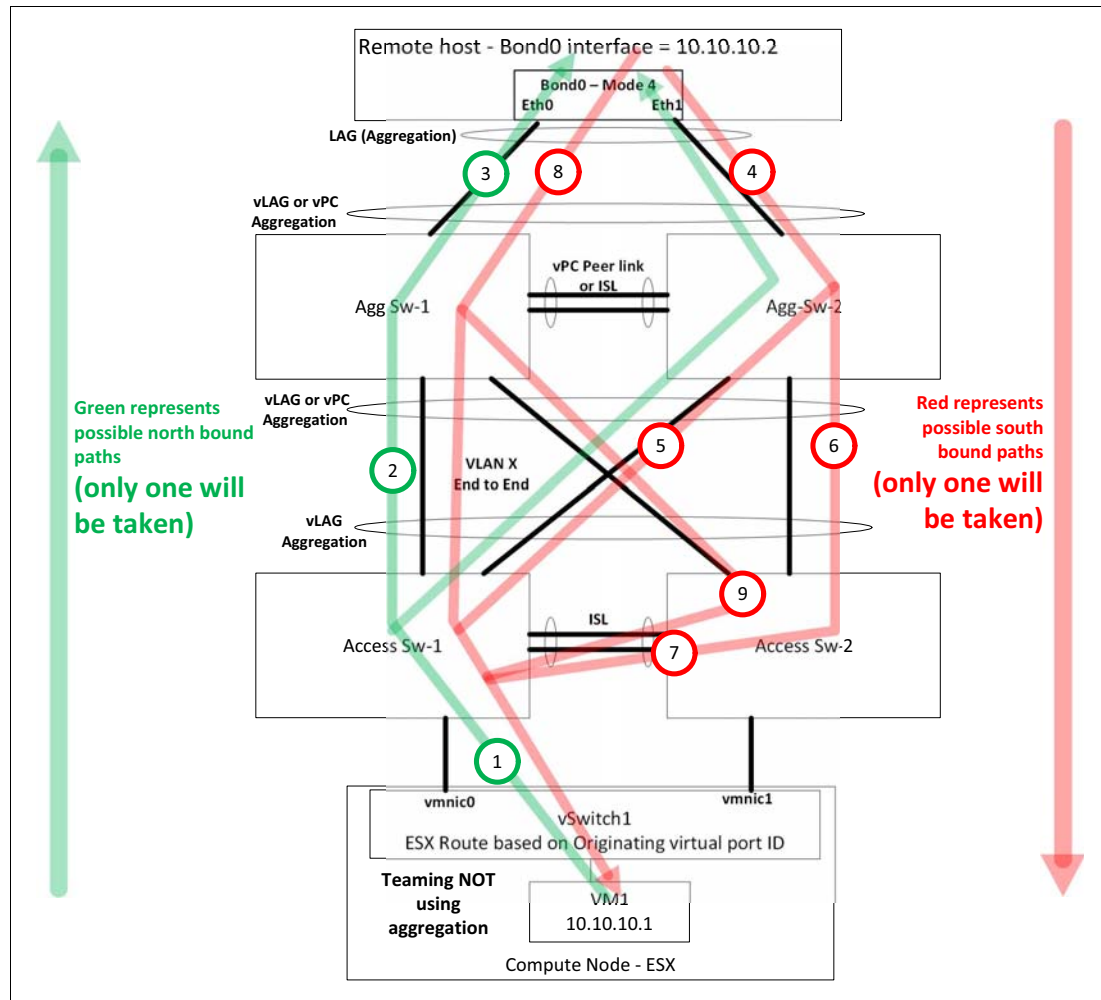 Remote host - Bond0 interface = 10.10.10.2
Bond0 – Mode 4
Eth0
Eth1
LAG (Aggregation)
3
8
4
vLAG or vPC
Aggregation
vPC Peer link
or ISL
Agg Sw-1
Agg-Sw-2
vLAG or vPC
Aggregation
Green represents
possible north bound
paths
(only one will
be taken)
Red represents
possible south
bound paths
(only one will
be taken)
2
VLAN X
End to End
5
6
vLAG
Aggregation
9
ISL
7
Access Sw-1
Access Sw-2
1
vmnic0
vmnic1
vSwitch1
ESX Route based on Originating virtual port ID
Teaming NOT
using
aggregation
VM1
10.10.10.1
Compute Node - ESX